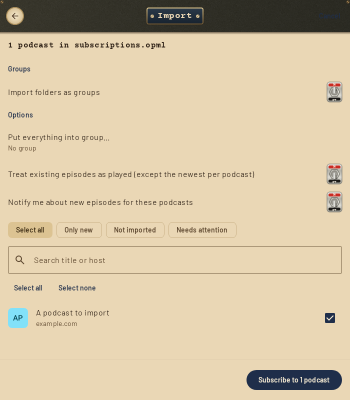 Import
1 podcast in subscriptions.opml
Groups
Import folders as groups
Options
Put everything into group...
No group
Treat existing episodes as played (except the newest per podcast)
Notify me about new episodes for these podcasts
Select all Only new Not imported Needs attention
Search title or host
Select all Select none
AP A podcast to import
example.com
Subscribe to 1 podcast